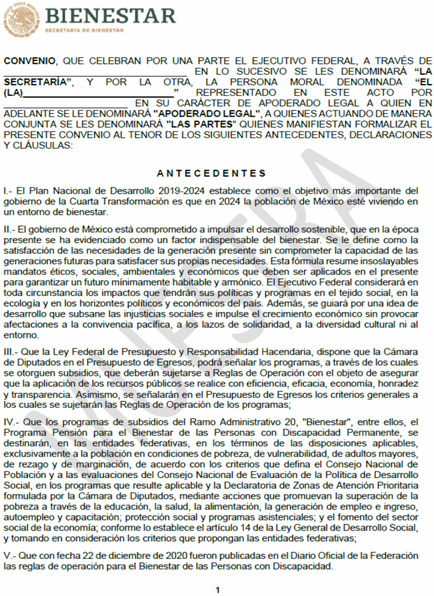 BIENESTAR
SECRETARÍA DE BIENESTAR
CONVENIO, QUE CELEBRAN POR UNA PARTE EL EJECUTIVO FEDERAL, A TRAVÉS DE
______________________ EN LO SUCESIVO SE LES DENOMINARÁ "LA
SECRETARÍA", Y POR LA OTRA, LA PERSONA MORAL DENOMINADA "EL
(LA)______________________" REPRESENTADO EN ESTE ACTO POR
______________________ EN SU CARÁCTER DE APODERADO LEGAL A QUIEN EN
ADELANTE SE LE DENOMINARÁ "APODERADO LEGAL", A QUIENES ACTUANDO DE MANERA
CONJUNTA SE LES DENOMINARÁ "LAS PARTES" QUIENES MANIFIESTAN FORMALIZAR EL
PRESENTE CONVENIO AL TENOR DE LOS SIGUIENTES ANTECEDENTES, DECLARACIONES
Y CLÁUSULAS:
ANTECEDENTES
I.- El Plan Nacional de Desarrollo 2019-2024 establece como el objetivo más importante del
gobierno de la Cuarta Transformación es que en 2024 la población de México esté viviendo en
un entorno de bienestar.
II.- El gobierno de México está comprometido a impulsar el desarrollo sostenible, que en la época
presente se ha evidenciado como un factor indispensable del bienestar. Se le define como la
satisfacción de las necesidades de la generación presente sin comprometer la capacidad de las
generaciones futuras para satisfacer sus propias necesidades. Esta fórmula resume insoslayables
mandatos éticos, sociales, ambientales y económicos que deben ser aplicados en el presente
para garantizar un futuro mínimamente habitable y armónico. El Ejecutivo Federal considerará en
toda circunstancia los impactos que tendrán sus políticas y programas en el tejido social, en la
ecología y en los horizontes políticos y económicos del país. Además, se guiará por una idea de
desarrollo que subsane las injusticias sociales e impulse el crecimiento económico sin provocar
afectaciones a la convivencia pacífica, a los lazos de solidaridad, a la diversidad cultural ni al
entorno.
III.- Que la Ley Federal de Presupuesto y Responsabilidad Hacendaria, dispone que la Cámara
de Diputados en el Presupuesto de Egresos, podrá señalar los programas, a través de los cuales
se otorguen subsidios, que deberán sujetarse a Reglas de Operación con el objeto de asegurar
que la aplicación de los recursos públicos se realice con eficiencia, eficacia, economía, honradez
y transparencia. Asimismo, se señalarán en el Presupuesto de Egresos los criterios generales a
los cuales se sujetarán las Reglas de Operación de los programas;
IV.- Que los programas de subsidios del Ramo Administrativo 20, "Bienestar", entre ellos, el
Programa Pensión para el Bienestar de las Personas con Discapacidad Permanente, se
destinarán, en las entidades federativas, en los términos de las disposiciones aplicables,
exclusivamente a la población en condiciones de pobreza, de vulnerabilidad, de adultos mayores,
de rezago y de marginación, de acuerdo con los criterios que defina el Consejo Nacional de
Población y a las evaluaciones del Consejo Nacional de Evaluación de la Política de Desarrollo
Social, en los programas que resulte aplicable y la Declaratoria de Zonas de Atención Prioritaria
formulada por la Cámara de Diputados, mediante acciones que promuevan la superación de la
pobreza a través de la educación, la salud, la alimentación, la generación de empleo e ingreso,
autoempleo y capacitación; protección social y programas asistenciales; y el fomento del sector
social de la economía; conforme lo establece el artículo 14 de la Ley General de Desarrollo Social,
y tomando en consideración los criterios que propongan las entidades federativas;
V.- Que con fecha 22 de diciembre de 2020 fueron publicadas en el Diario Oficial de la Federación
las reglas de operación para el Bienestar de las Personas con Discapacidad.
1
MUESTRA